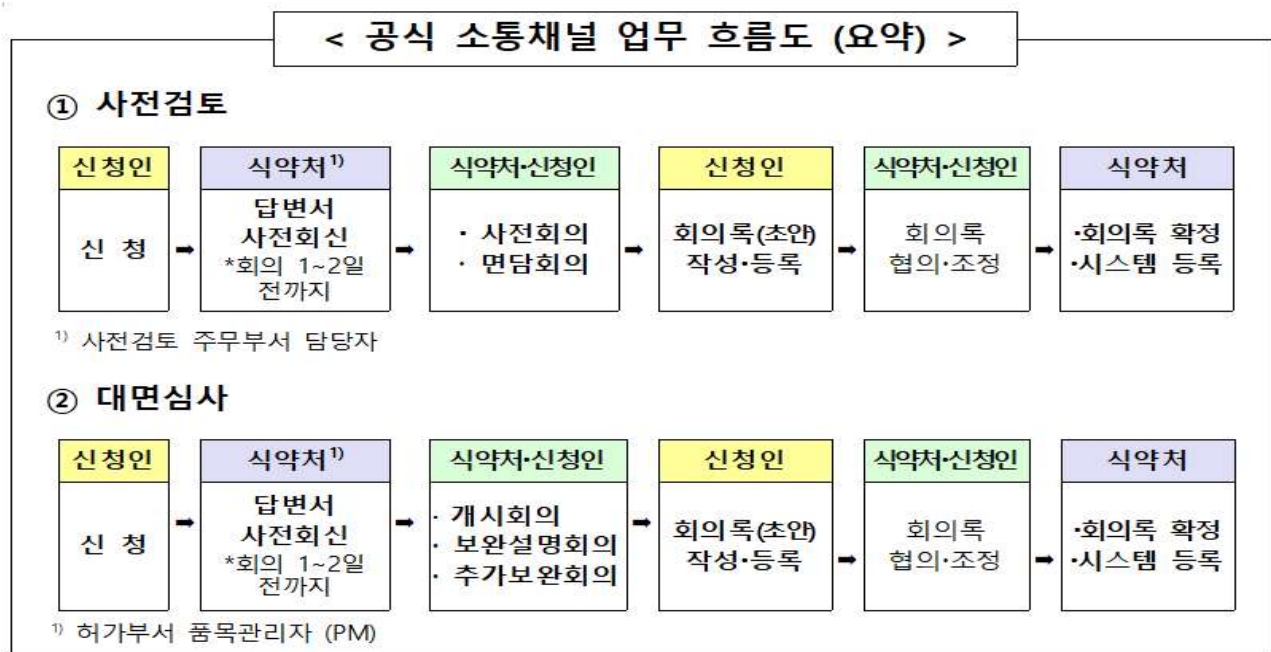 < 공식 소통채널 업무 흐름도 (요약) >
① 사전검토
신청인
신 청
➡
식약처¹⁾
답변서
사전회신
*회의 1~2일
전까지
➡
식약처·신청인
· 사전회의
· 면담회의
➡
신청인
회의록(초안)
작성·등록
➡
식약처·신청인
회의록
협의·조정
➡
식약처
·회의록 확정
·시스템 등록
¹⁾ 사전검토 주무부서 담당자
② 대면심사
신청인
신 청
➡
식약처¹⁾
답변서
사전회신
*회의 1~2일
전까지
➡
식약처·신청인
· 개시회의
· 보완설명회의
· 추가보완회의
➡
신청인
회의록(초안)
작성·등록
➡
식약처·신청인
회의록
협의·조정
➡
식약처
·회의록 확정
·시스템 등록
¹⁾ 허가부서 품목관리자 (PM)